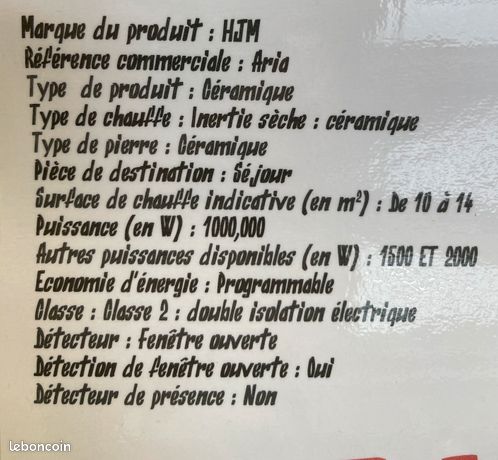 Marque du produit : HJM
Référence commerciale : Aria
Type de produit : Céramique
Type de chauffe : Inertie sèche : céramique
Type de pierre : Céramique
Pièce de destination : Séjour
Surface de chauffe indicative (en m²) : De 10 à 14
Puissance (en W) : 1000,000
Autres puissances disponibles (en W) : 1500 ET 2000
Economie d'énergie : Programmable
Classe : Classe 2 : double isolation électrique
Détecteur : Fenêtre ouverte
Détection de fenêtre ouverte : Oui
Détecteur de présence : Non
leboncoin